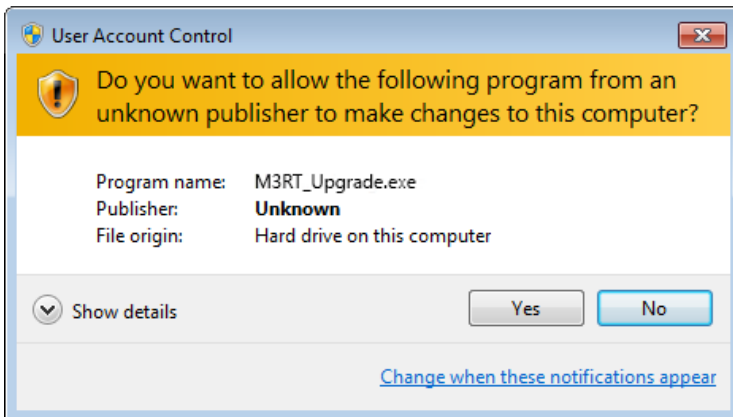 User Account Control
Do you want to allow the following program from an
unknown publisher to make changes to this computer?
Program name: M3RT_Upgrade.exe
Publisher: Unknown
File origin: Hard drive on this computer
Show details
Yes
No
Change when these notifications appear